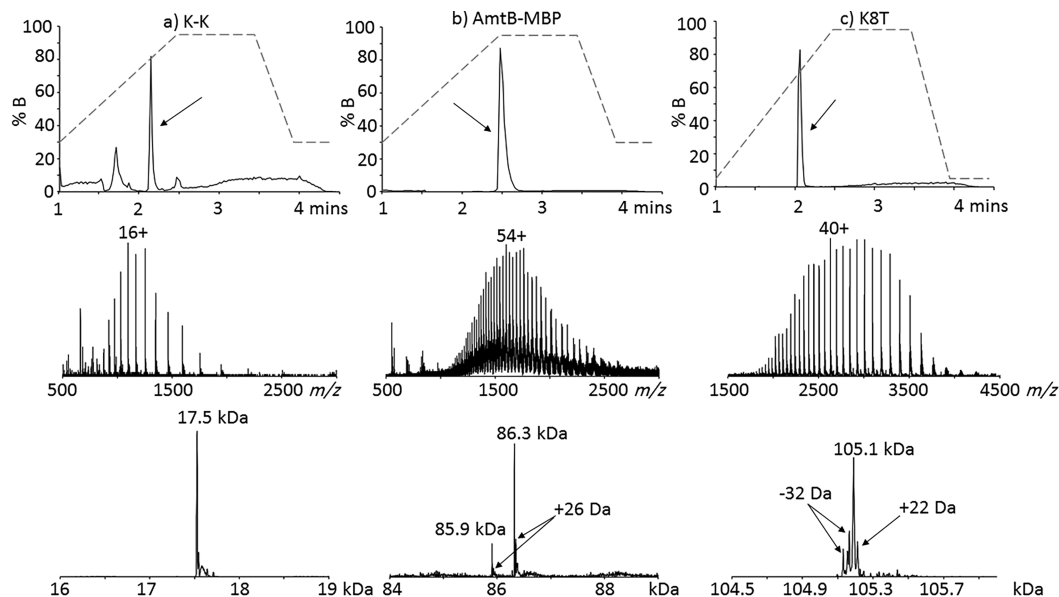 a) K-K
100
80
60
40
20
0
% B
1 2 3 4 mins
b) AmtB-MBP
100
80
60
40
20
0
% B
1 2 3 4 mins
c) K8T
100
80
60
40
20
0
% B
1 2 3 4 mins
16+
500 1500 2500 m/z
54+
500 1500 2500 m/z
40+
1500 2500 3500 4500 m/z
17.5 kDa
16 17 18 19 kDa
86.3 kDa
+26 Da
85.9 kDa
84 86 88 kDa
105.1 kDa
-32 Da
+22 Da
104.5 104.9 105.3 105.7 kDa